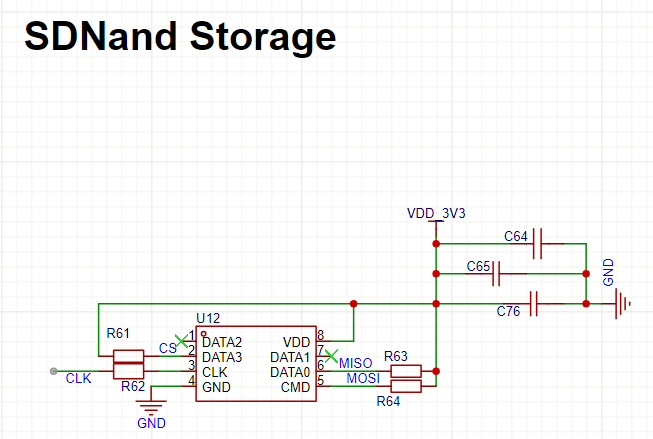 SDNand Storage
VDD_3V3
C64
C65
GND
C76
U12
R61
1 DATA2 VDD 8
CS 2 DATA3 DATA1 7
3 CLK DATA0 6 MISO R63
CLK R62
4 GND CMD 5 MOSI
R64
GND